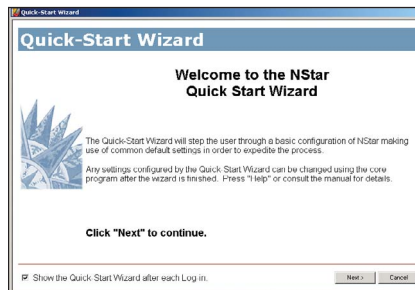 Quick-Start Wizard
Quick-Start Wizard
Welcome to the NStar
Quick Start Wizard
The Quick-Start Wizard will step the user through a basic configuration of NStar making
use of common default settings in order to expedite the process.
Any settings configured by the Quick-Start Wizard can be changed using the core
program after the wizard is finished. Press "Help" or consult the manual for details.
Click "Next" to continue.
Show the Quick-Start Wizard after each Log in.
Next >
Cancel